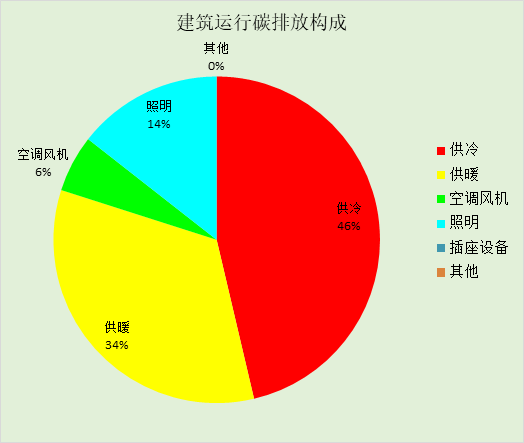 建筑运行碳排放构成
其他
0%
照明
14%
空调风机
6%
供冷
46%
供暖
34%
供冷
供暖
空调风机
照明
插座设备
其他